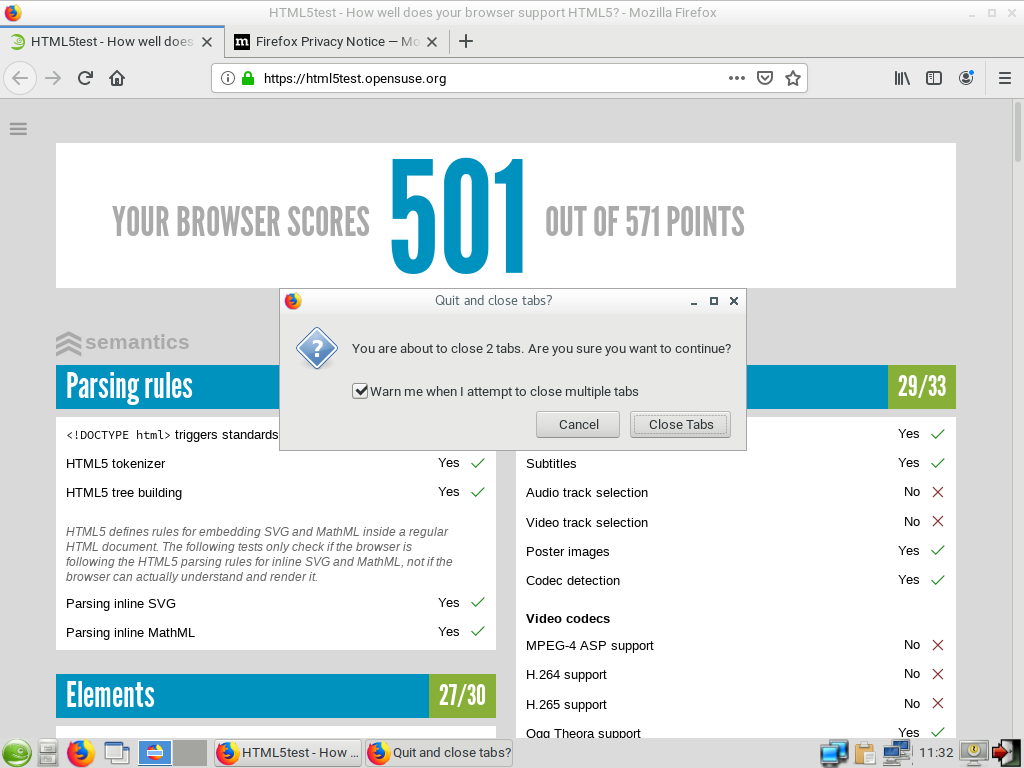 HTML5test - How well does your browser support HTML5? - Mozilla Firefox
HTML5test - How well does
Firefox Privacy Notice — Mo
https://html5test.opensuse.org
YOUR BROWSER SCORES 501 OUT OF 571 POINTS
Quit and close tabs?
You are about to close 2 tabs. Are you sure you want to continue?
Warn me when I attempt to close multiple tabs
Cancel
Close Tabs
semantics
Parsing rules
<!DOCTYPE html> triggers standards
HTML5 tokenizer Yes
HTML5 tree building Yes
HTML5 defines rules for embedding SVG and MathML inside a regular
HTML document. The following tests only check if the browser is
following the HTML5 parsing rules for inline SVG and MathML, not if the
browser can actually understand and render it.
Parsing inline SVG Yes
Parsing inline MathML Yes
Elements 27/30
29/33
Yes
Subtitles Yes
Audio track selection No
Video track selection No
Poster images Yes
Codec detection Yes
Video codecs
MPEG-4 ASP support No
H.264 support No
H.265 support No
Ogg Theora support Yes
HTML5test - How ...
Quit and close tabs?
11:32